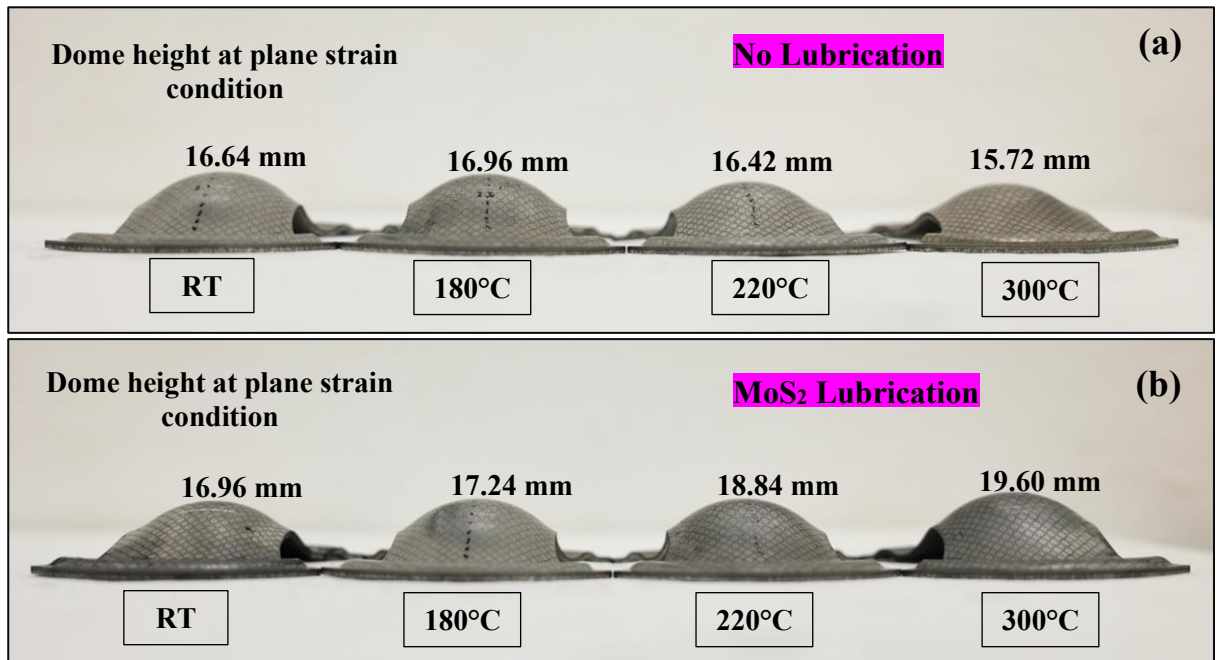 Dome height at plane strain
condition
No Lubrication
(a)
16.64 mm
16.96 mm
16.42 mm
15.72 mm
RT
180°C
220°C
300°C
Dome height at plane strain
condition
MoS₂ Lubrication
(b)
16.96 mm
17.24 mm
18.84 mm
19.60 mm
RT
180°C
220°C
300°C